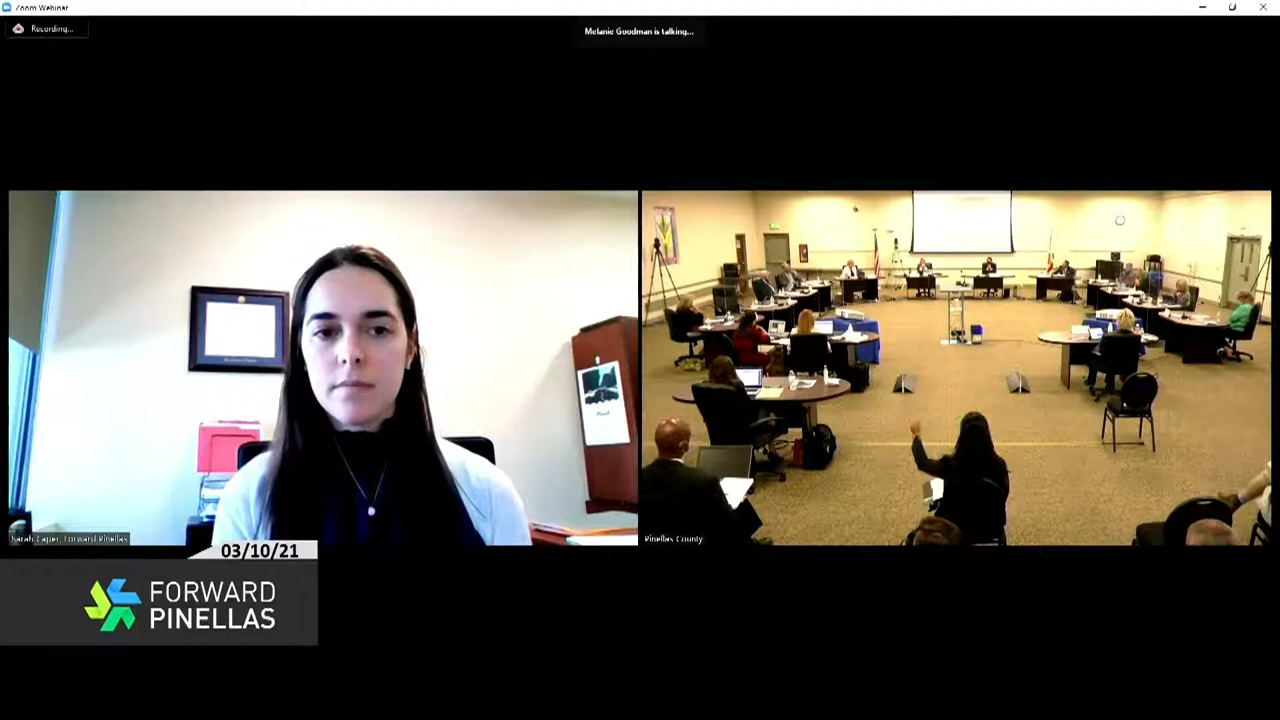 Zoom Webinar
Recording...
Melanie Goodman is talking...
Sarah Caper, Forward Pinellas
Pinellas County
03/10/21
FORWARD
PINELLAS